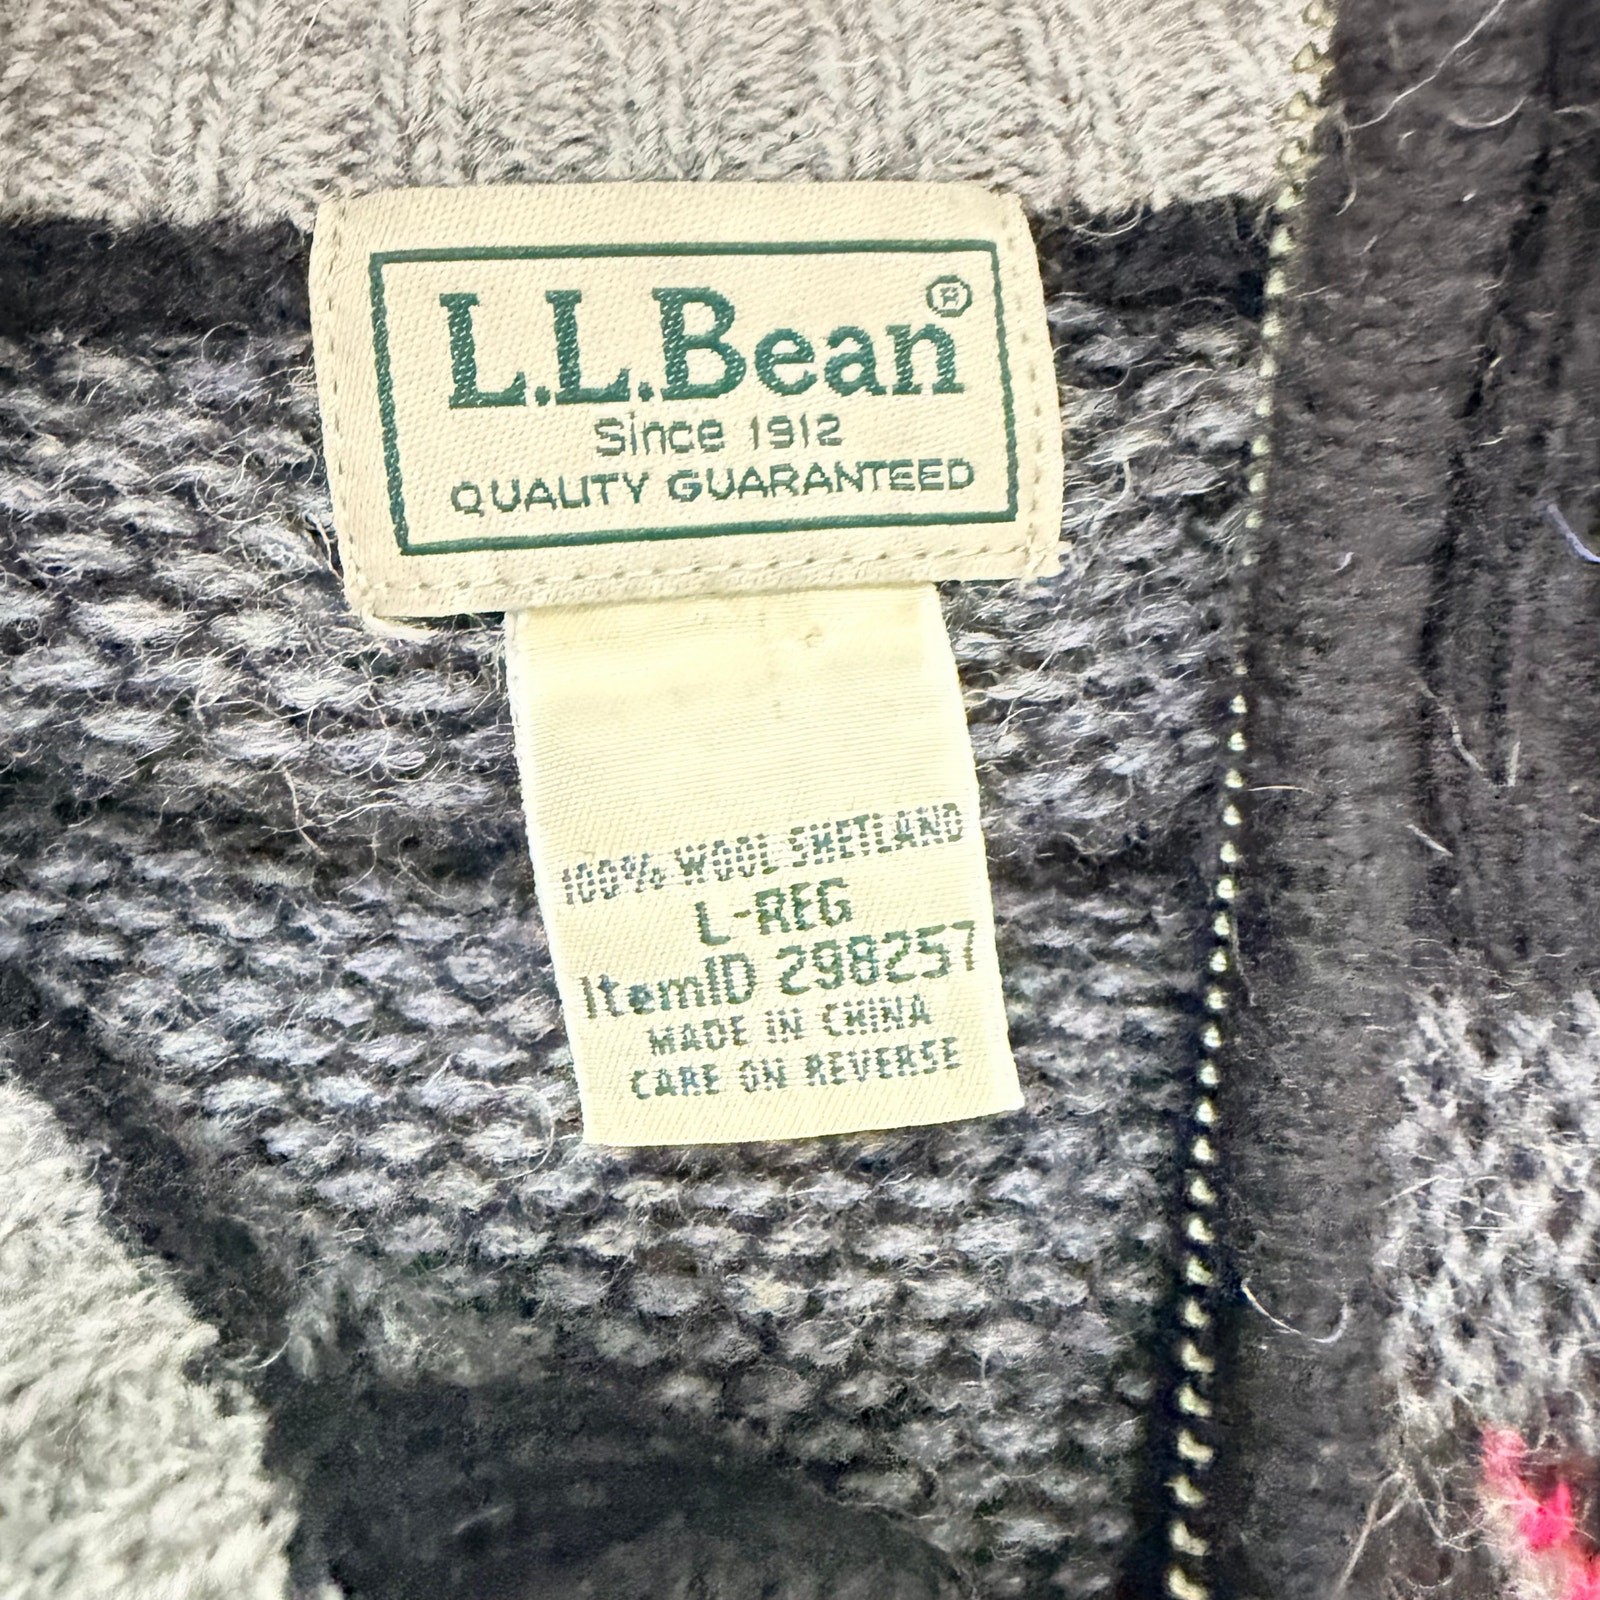 L.L.Bean®
Since 1912
QUALITY GUARANTEED
100% WOOL SHETLAND
L-REG
ItemID 298257
MADE IN CHINA
CARE ON REVERSE